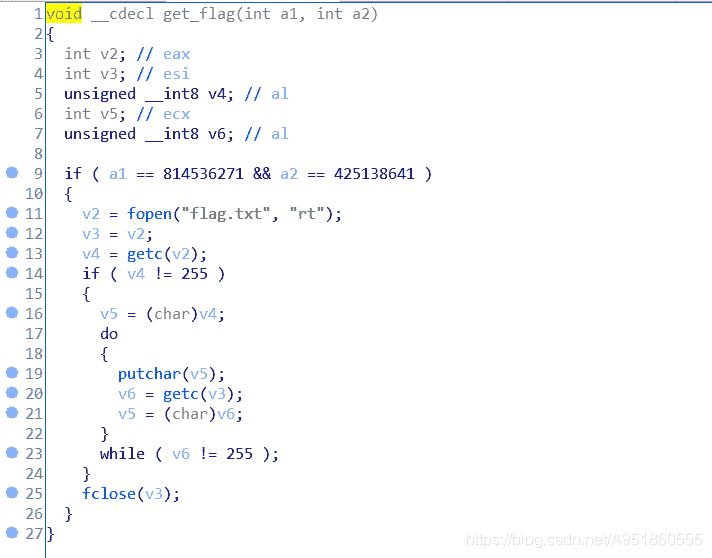 1 void __cdecl get_flag(int a1, int a2)
2 {
3 int v2; // eax
4 int v3; // esi
5 unsigned __int8 v4; // al
6 int v5; // ecx
7 unsigned __int8 v6; // al
8
9 if ( a1 == 814536271 && a2 == 425138641 )
10 {
11 v2 = fopen("flag.txt", "rt");
12 v3 = v2;
13 v4 = getc(v2);
14 if ( v4 != 255 )
15 {
16 v5 = (char)v4;
17 do
18 {
19 putchar(v5);
20 v6 = getc(v3);
21 v5 = (char)v6;
22 }
23 while ( v6 != 255 );
24 }
25 fclose(v3);
26 }
27 }
https://blog.csdn.net/A951860555